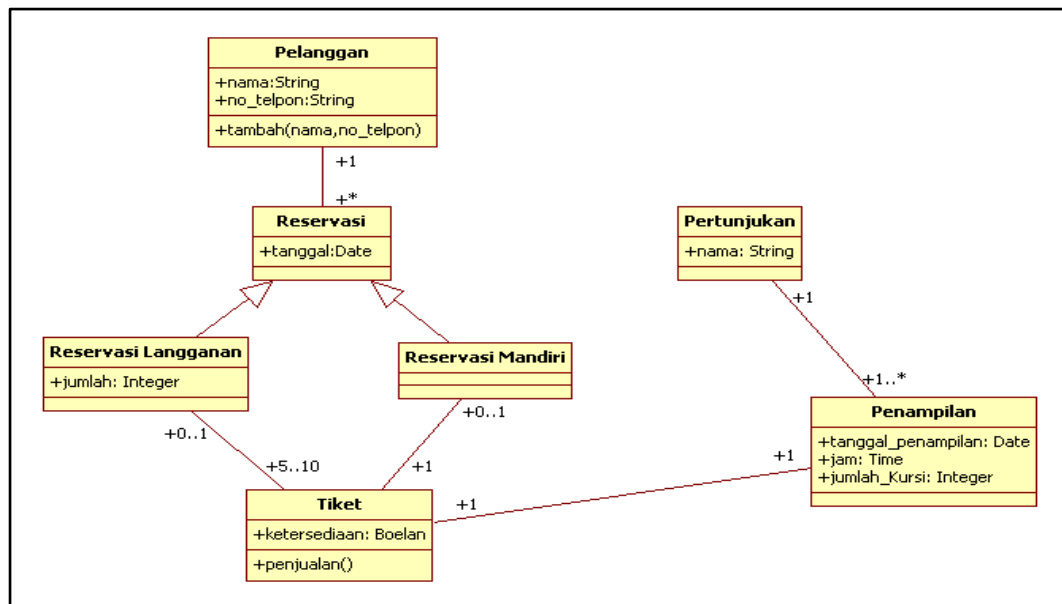 Pelanggan
+nama:String
+no_telpon:String
+tambah(nama,no_telpon)
+1
+*
Reservasi
+tanggal:Date
Pertunjukan
+nama: String
+1
+1..*
Reservasi Langganan
+jumlah: Integer
Reservasi Mandiri
+0..1
+0..1
+5..10
+1
Penampilan
+tanggal_penampilan: Date
+jam: Time
+jumlah_Kursi: Integer
+1
+1
Tiket
+ketersediaan: Boelan
+penjualan()